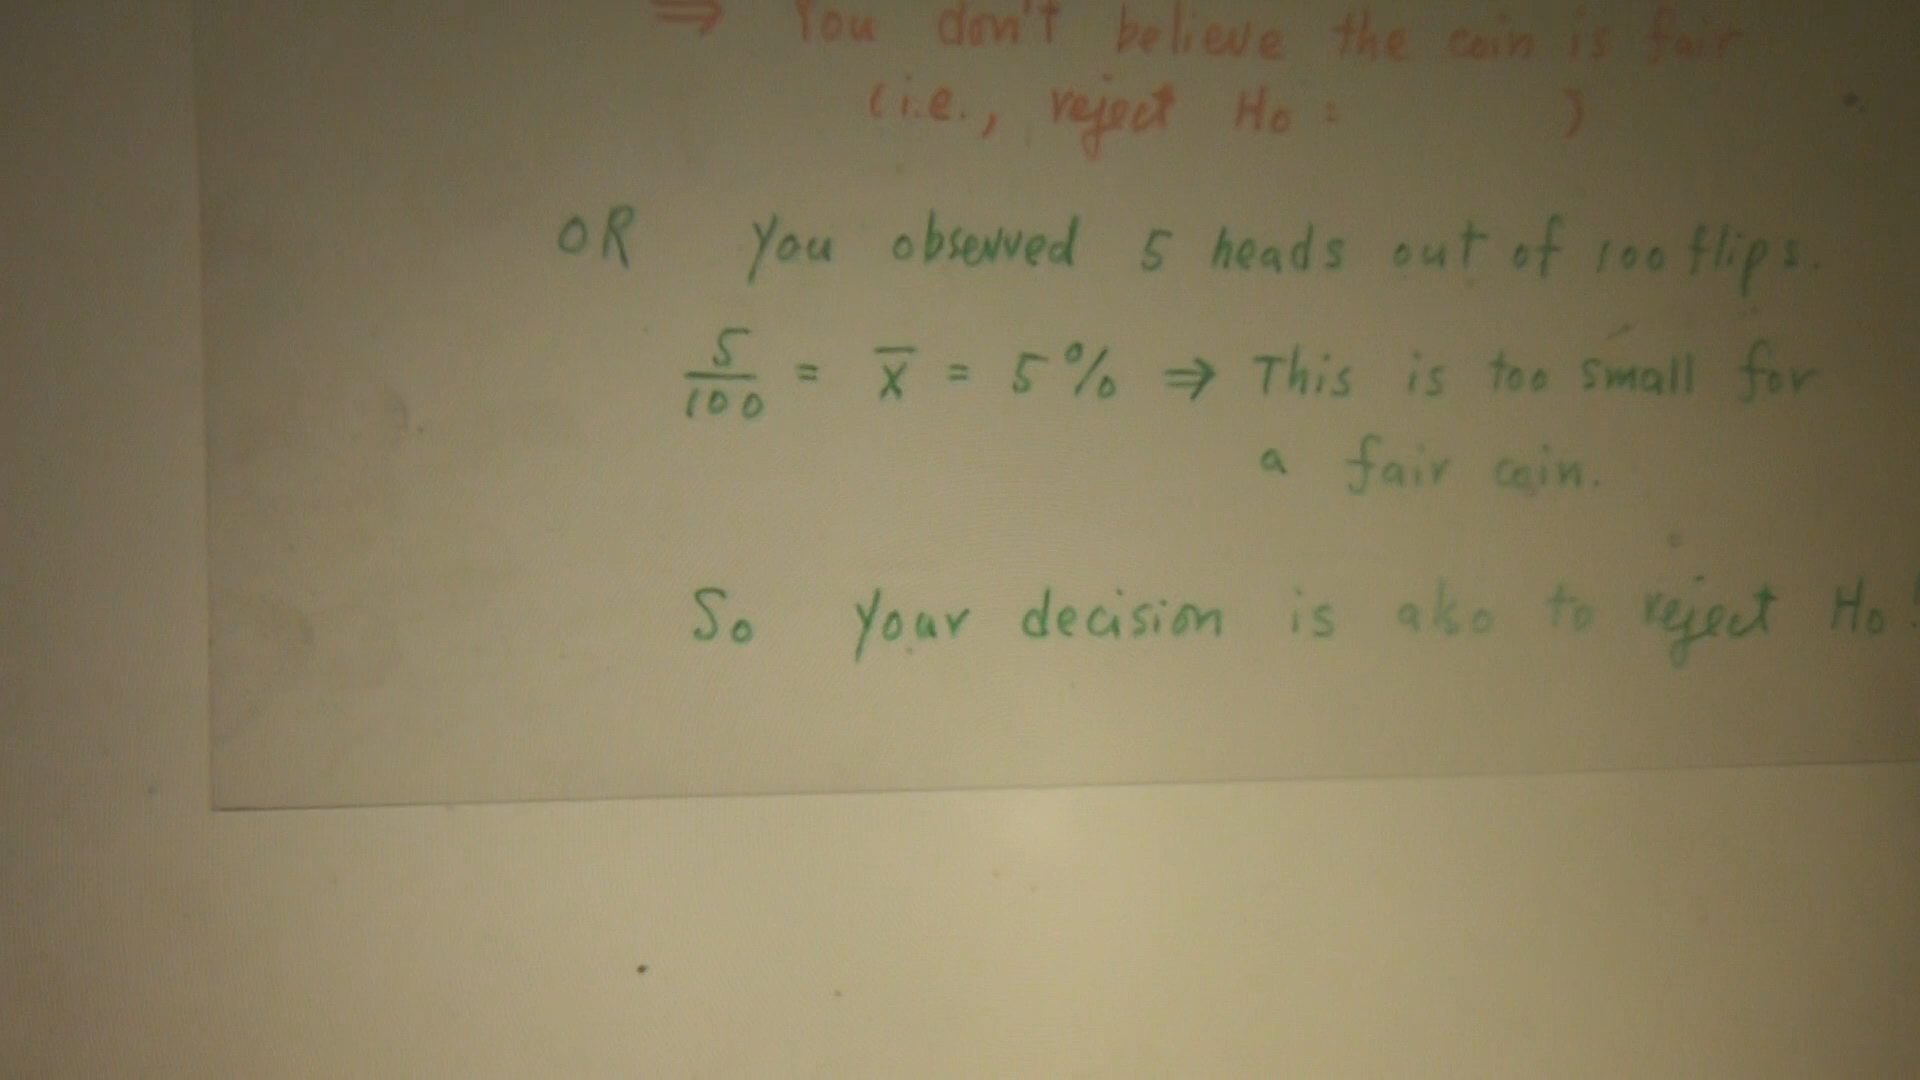 ⇒ You don't believe the coin is fair
(i.e., reject Ho :        )
OR You observed 5 heads out of 100 flips.
5/100 = x̄ = 5% ⇒ This is too small for
a fair coin.
So your decision is also to reject Ho!